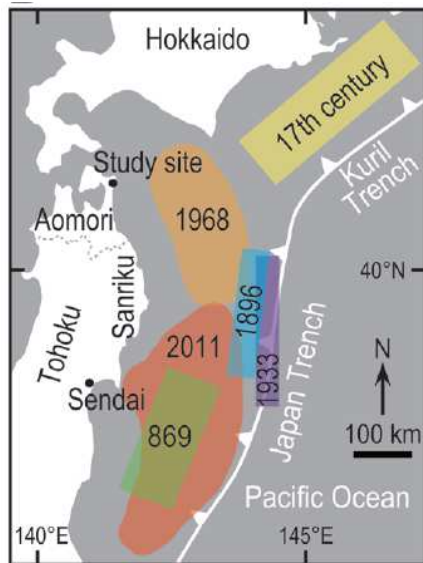 Hokkaido
17th century
Kuril
Trench
Study site
1968
Aomori
Sanriku
40°N
Tohoku
1896
1933
2011
Japan Trench
N
Sendai
869
100 km
Pacific Ocean
140°E
145°E